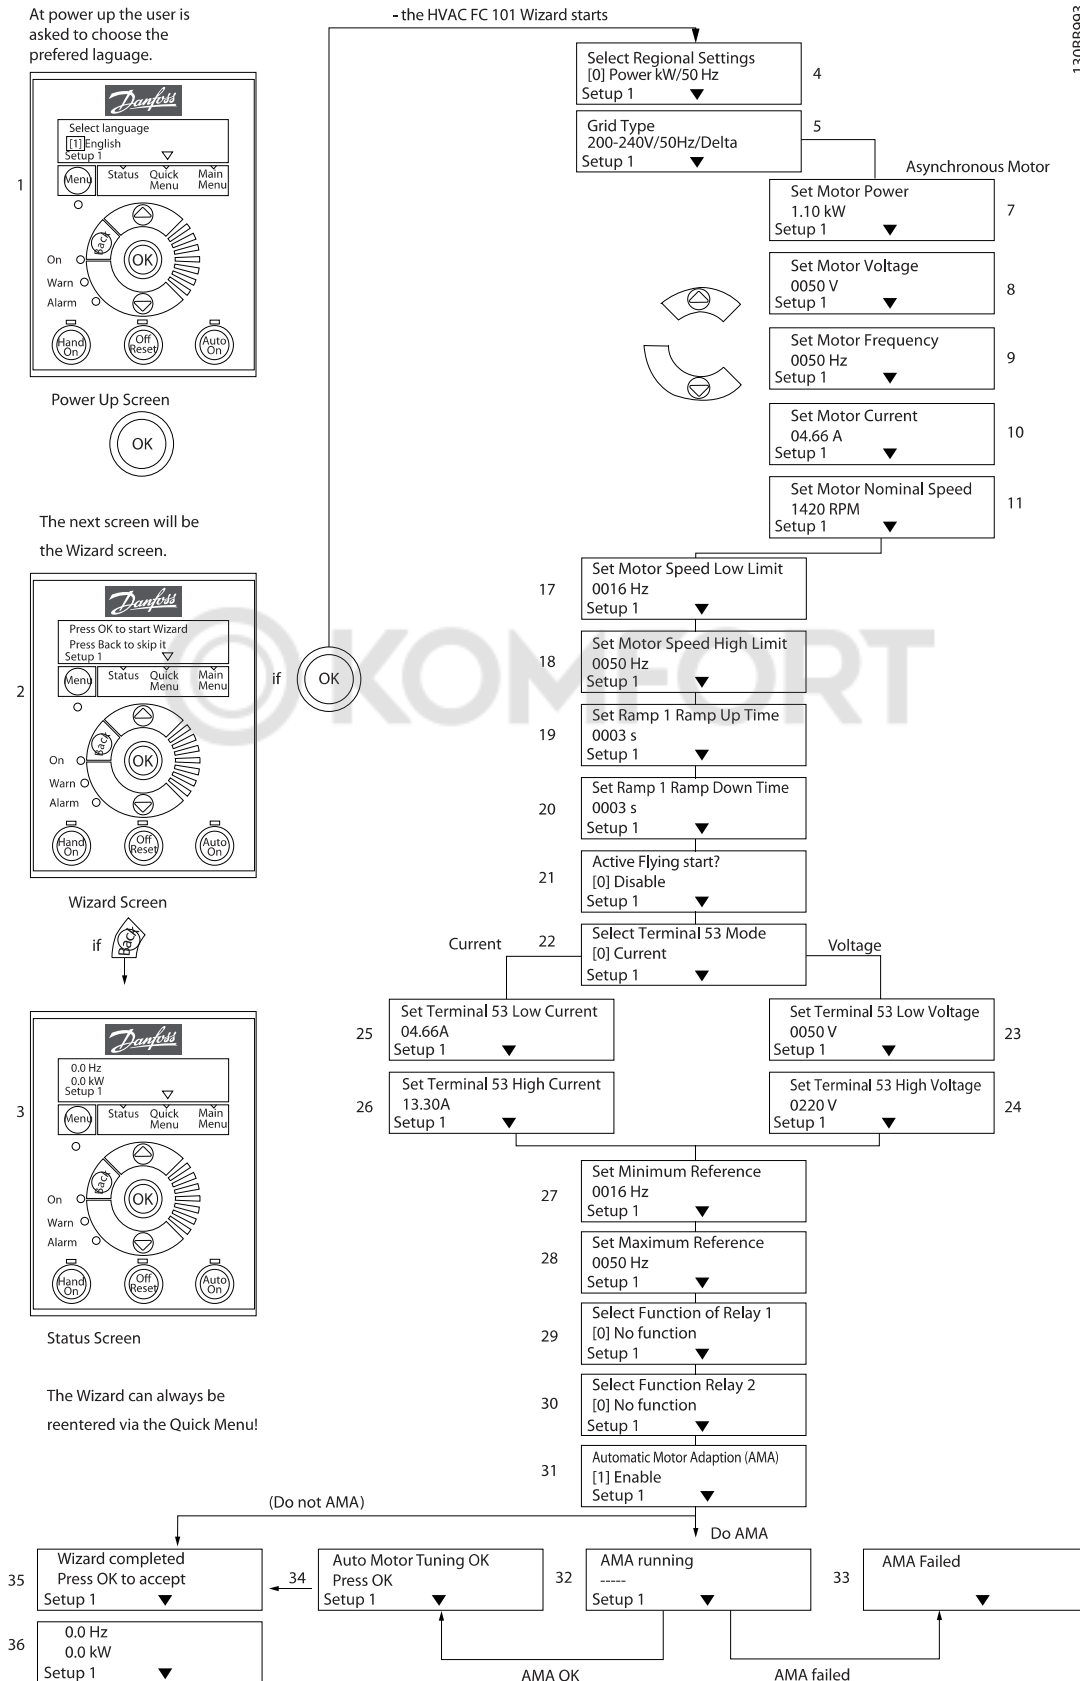 At power up the user is
asked to choose the
prefered laguage.
Danfoss
Select language
[1] English
Setup 1
Menu
Status Quick Menu Main Menu
1
Back
OK
On
Warn
Alarm
Hand On
Off Reset
Auto On
Power Up Screen
OK
The next screen will be
the Wizard screen.
Danfoss
Press OK to start Wizard
Press Back to skip it
Setup 1
Menu
Status Quick Menu Main Menu
2
Back
OK
On
Warn
Alarm
Hand On
Off Reset
Auto On
Wizard Screen
if Back
if OK
Danfoss
0.0 Hz
0.0 kW
Setup 1
Menu
Status Quick Menu Main Menu
3
Back
OK
On
Warn
Alarm
Hand On
Off Reset
Auto On
Status Screen
The Wizard can always be
reentered via the Quick Menu!
- the HVAC FC 101 Wizard starts
130BB993
Select Regional Settings
[0] Power kW/50 Hz
Setup 1
4
Grid Type
200-240V/50Hz/Delta
Setup 1
5
Asynchronous Motor
Set Motor Power
1.10 kW
Setup 1
7
Set Motor Voltage
0050 V
Setup 1
8
Set Motor Frequency
0050 Hz
Setup 1
9
Set Motor Current
04.66 A
Setup 1
10
Set Motor Nominal Speed
1420 RPM
Setup 1
11
KOMFORT
17
Set Motor Speed Low Limit
0016 Hz
Setup 1
18
Set Motor Speed High Limit
0050 Hz
Setup 1
19
Set Ramp 1 Ramp Up Time
0003 s
Setup 1
20
Set Ramp 1 Ramp Down Time
0003 s
Setup 1
21
Active Flying start?
[0] Disable
Setup 1
22
Select Terminal 53 Mode
[0] Current
Setup 1
Current
Voltage
25
Set Terminal 53 Low Current
04.66A
Setup 1
Set Terminal 53 Low Voltage
0050 V
Setup 1
23
26
Set Terminal 53 High Current
13.30A
Setup 1
Set Terminal 53 High Voltage
0220 V
Setup 1
24
27
Set Minimum Reference
0016 Hz
Setup 1
28
Set Maximum Reference
0050 Hz
Setup 1
29
Select Function of Relay 1
[0] No function
Setup 1
30
Select Function Relay 2
[0] No function
Setup 1
31
Automatic Motor Adaption (AMA)
[1] Enable
Setup 1
(Do not AMA)
Do AMA
35
Wizard completed
Press OK to accept
Setup 1
34
Auto Motor Tuning OK
Press OK
Setup 1
32
AMA running
-----
Setup 1
33
AMA Failed
36
0.0 Hz
0.0 kW
Setup 1
AMA OK
AMA failed